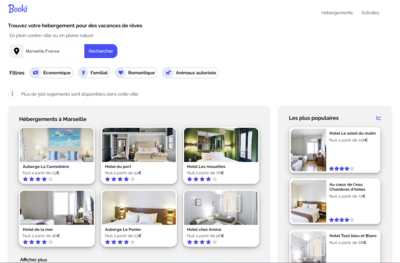 Booki
Hébergements Activités
Trouvez votre hébergement pour des vacances de rêves
En plein centre-ville ou en pleine nature
Marseille, France
Rechercher
Filtres
Économique
Familial
Romantique
Animaux autorisés
Plus de 500 logements sont disponibles dans cette ville
Hébergements à Marseille
Auberge La Cannebière
Nuit à partir de 25€
Hôtel du port
Nuit à partir de 52€
Hôtel Les mouettes
Nuit à partir de 76€
Hôtel de la mer
Nuit à partir de 46€
Auberge Le Panier
Nuit à partir de 23€
Hôtel chez Amina
Nuit à partir de 96€
Afficher plus
Les plus populaires
Hotel Le soleil du matin
Nuit à partir de
Au cœur de l'eau
Chambres d'hôtes
Nuit à partir de 71€
Hotel Tout bleu et Blanc
Nuit à partir de 68€